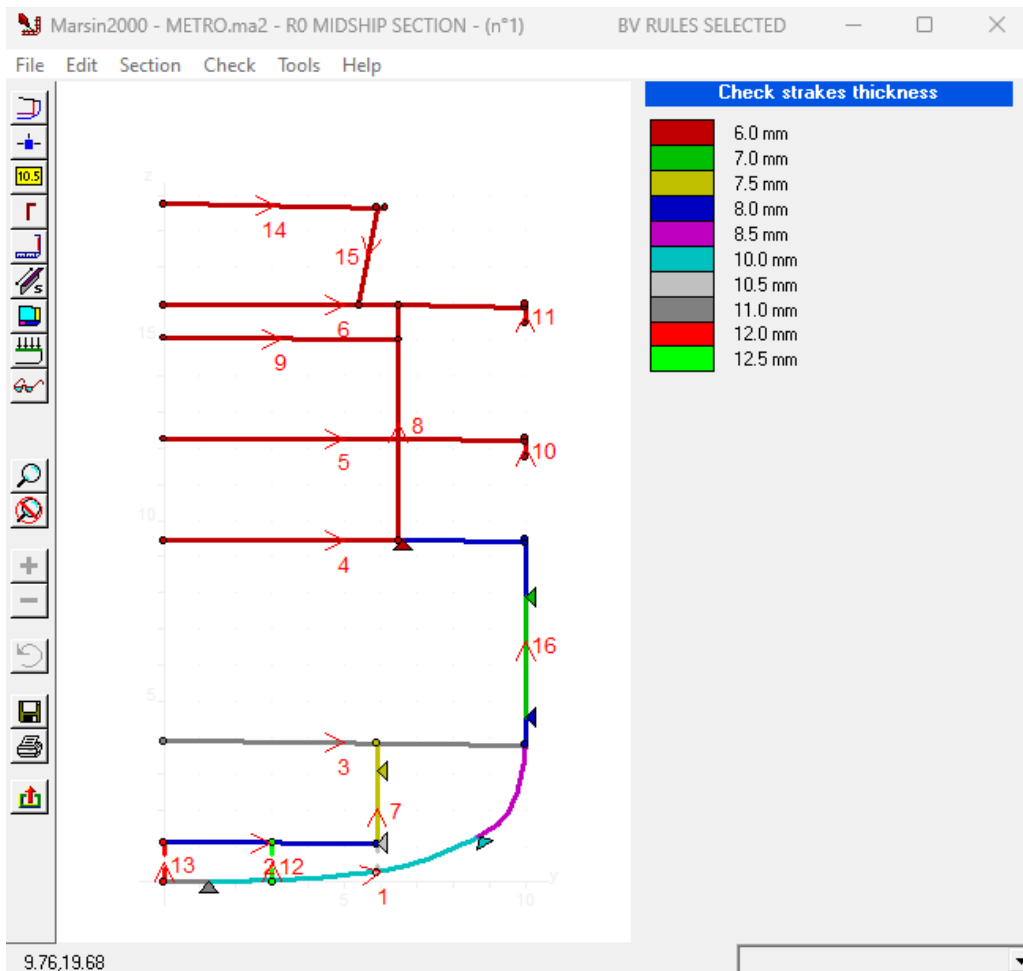 Marsin2000 - METRO.ma2 - R0 MIDSHIP SECTION - (n°1) BV RULES SELECTED
File Edit Section Check Tools Help
Check strakes thickness
6.0 mm
7.0 mm
7.5 mm
8.0 mm
8.5 mm
10.0 mm
10.5 mm
11.0 mm
12.0 mm
12.5 mm
10.5
s
z
14
15
6
11
15
9
8
5
10
10
4
16
5
3
7
13
2
12
1
5
10
y
9.76,19.68